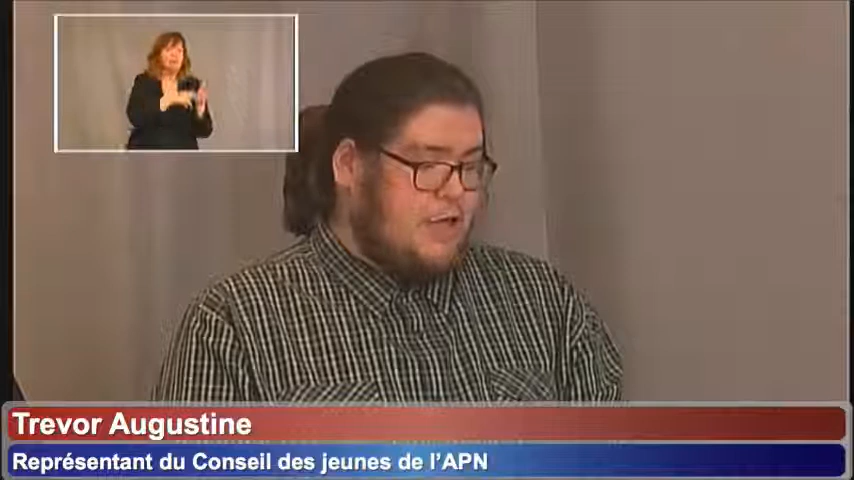 Trevor Augustine
Représentant du Conseil des jeunes de l'APN